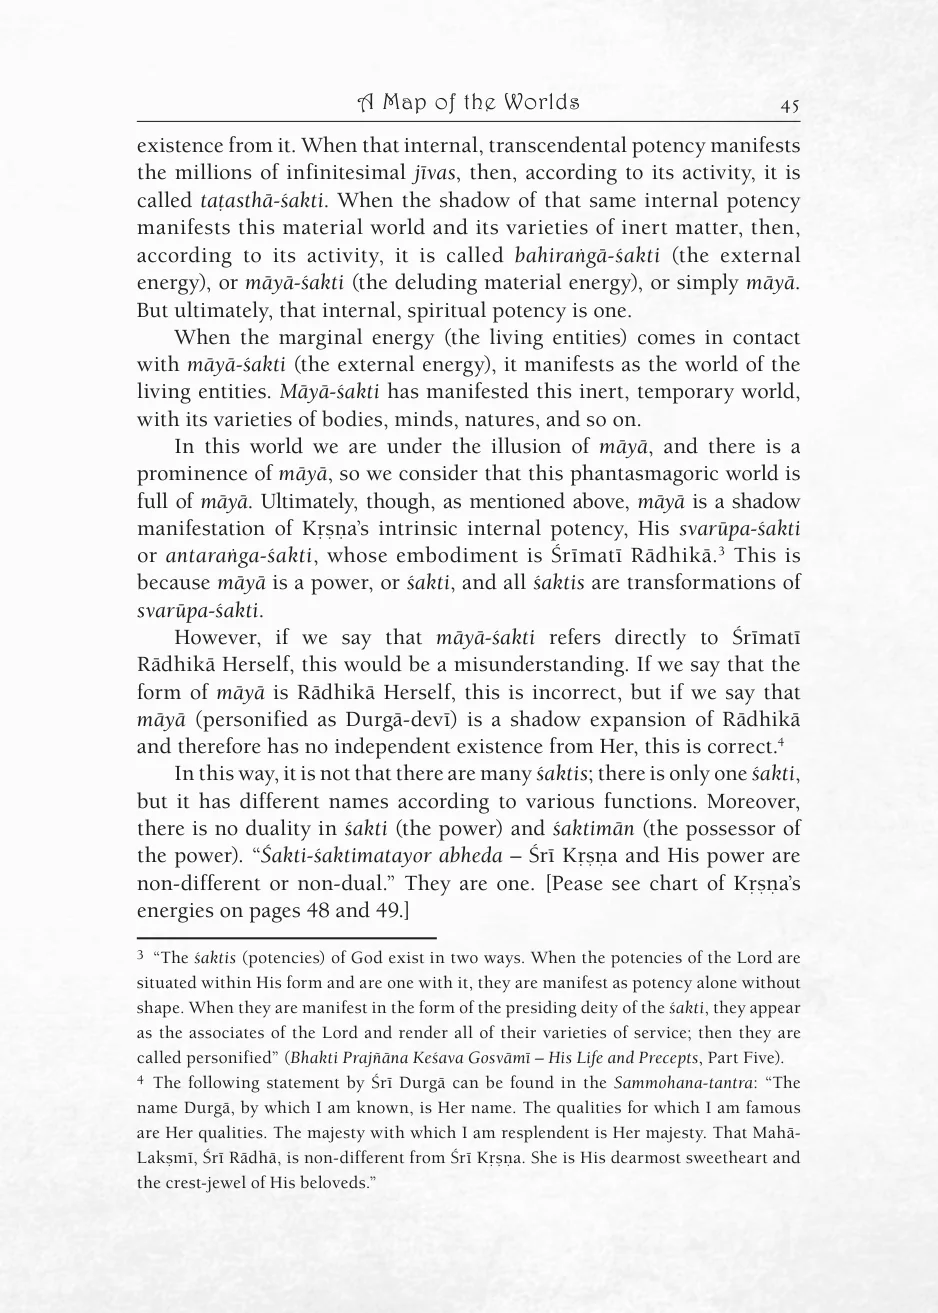 A Map of the Worlds 45
existence from it. When that internal, transcendental potency manifests
the millions of infinitesimal jīvas, then, according to its activity, it is
called taṭasthā-śakti. When the shadow of that same internal potency
manifests this material world and its varieties of inert matter, then,
according to its activity, it is called bahiraṅgā-śakti (the external
energy), or māyā-śakti (the deluding material energy), or simply māyā.
But ultimately, that internal, spiritual potency is one.
When the marginal energy (the living entities) comes in contact
with māyā-śakti (the external energy), it manifests as the world of the
living entities. Māyā-śakti has manifested this inert, temporary world,
with its varieties of bodies, minds, natures, and so on.
In this world we are under the illusion of māyā, and there is a
prominence of māyā, so we consider that this phantasmagoric world is
full of māyā. Ultimately, though, as mentioned above, māyā is a shadow
manifestation of Kṛṣṇa’s intrinsic internal potency, His svarūpa-śakti
or antaraṅga-śakti, whose embodiment is Śrīmatī Rādhikā.³ This is
because māyā is a power, or śakti, and all śaktis are transformations of
svarūpa-śakti.
However, if we say that māyā-śakti refers directly to Śrīmatī
Rādhikā Herself, this would be a misunderstanding. If we say that the
form of māyā is Rādhikā Herself, this is incorrect, but if we say that
māyā (personified as Durgā-devī) is a shadow expansion of Rādhikā
and therefore has no independent existence from Her, this is correct.⁴
In this way, it is not that there are many śaktis; there is only one śakti,
but it has different names according to various functions. Moreover,
there is no duality in śakti (the power) and śaktimān (the possessor of
the power). “Śakti-śaktimatayor abheda – Śrī Kṛṣṇa and His power are
non-different or non-dual.” They are one. [Pease see chart of Kṛṣṇa’s
energies on pages 48 and 49.]
³ “The śaktis (potencies) of God exist in two ways. When the potencies of the Lord are
situated within His form and are one with it, they are manifest as potency alone without
shape. When they are manifest in the form of the presiding deity of the śakti, they appear
as the associates of the Lord and render all of their varieties of service; then they are
called personified” (Bhakti Prajñāna Keśava Gosvāmī – His Life and Precepts, Part Five).
⁴ The following statement by Śrī Durgā can be found in the Sammohana-tantra: “The
name Durgā, by which I am known, is Her name. The qualities for which I am famous
are Her qualities. The majesty with which I am resplendent is Her majesty. That Mahā-
Lakṣmī, Śrī Rādhā, is non-different from Śrī Kṛṣṇa. She is His dearmost sweetheart and
the crest-jewel of His beloveds.”